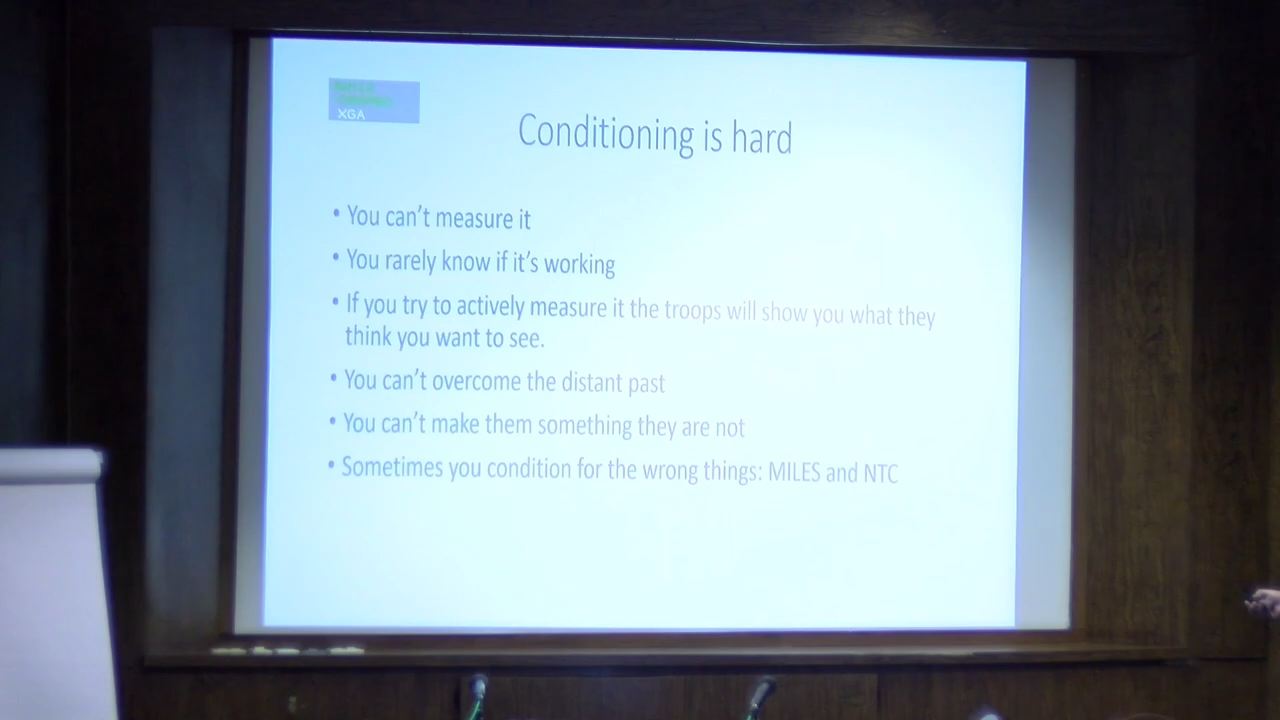 XGA
Conditioning is hard
• You can't measure it
• You rarely know if it's working
• If you try to actively measure it the troops will show you what they
think you want to see.
• You can't overcome the distant past
• You can't make them something they are not
• Sometimes you condition for the wrong things: MILES and NTC